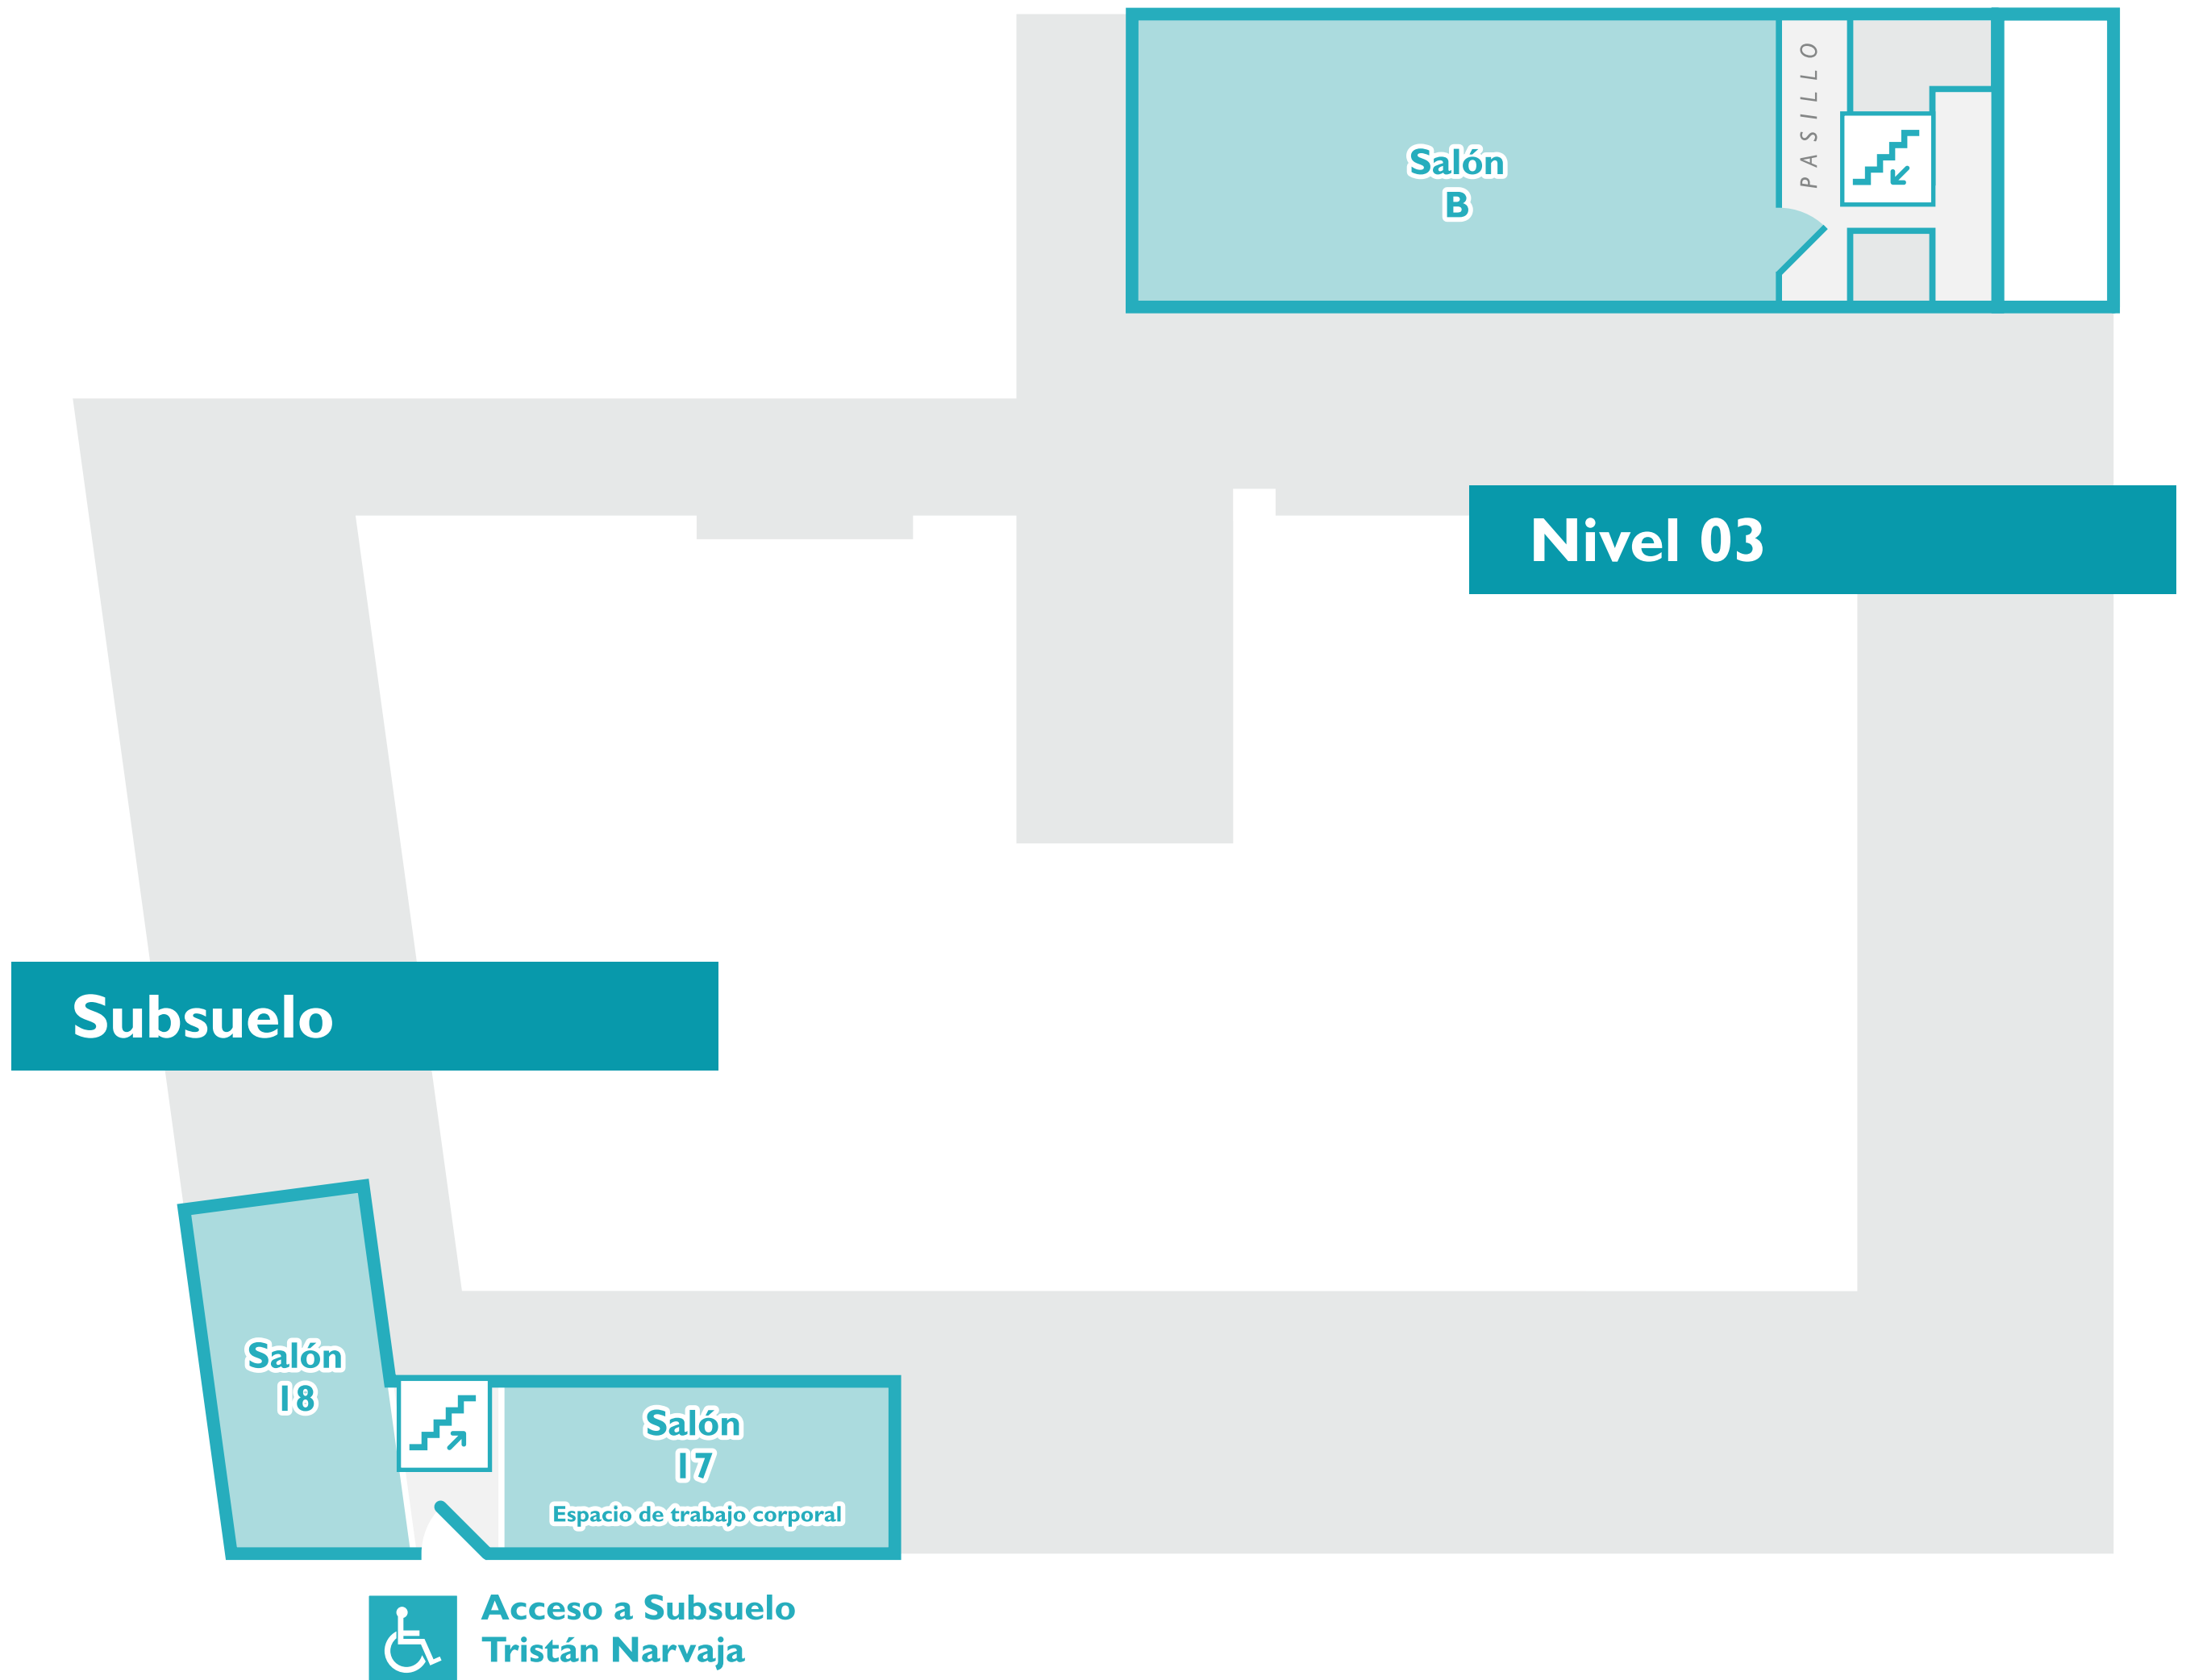 PASILLO
Salón
B
Nivel 03
Subsuelo
Salón
18
Salón
17
Espacio de trabajo corporal
Acceso a Subsuelo
Tristán Narvaja